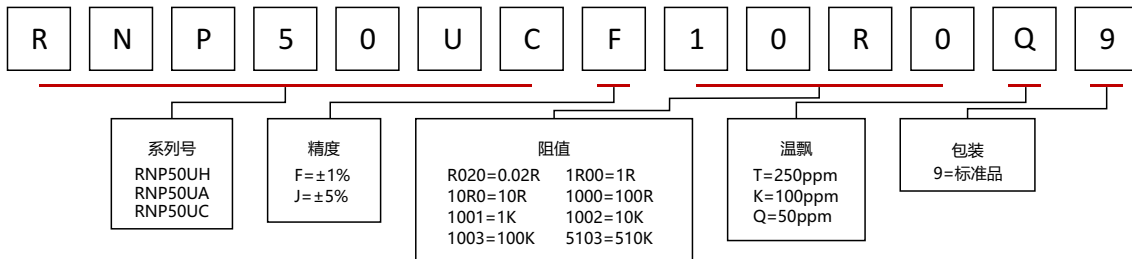 R N P 5 0 U C F 1 0 R 0 Q 9
系列号
RNP50UH
RNP50UA
RNP50UC
精度
F=±1%
J=±5%
阻值
R020=0.02R 1R00=1R
10R0=10R 1000=100R
1001=1K 1002=10K
1003=100K 5103=510K
温飘
T=250ppm
K=100ppm
Q=50ppm
包装
9=标准品